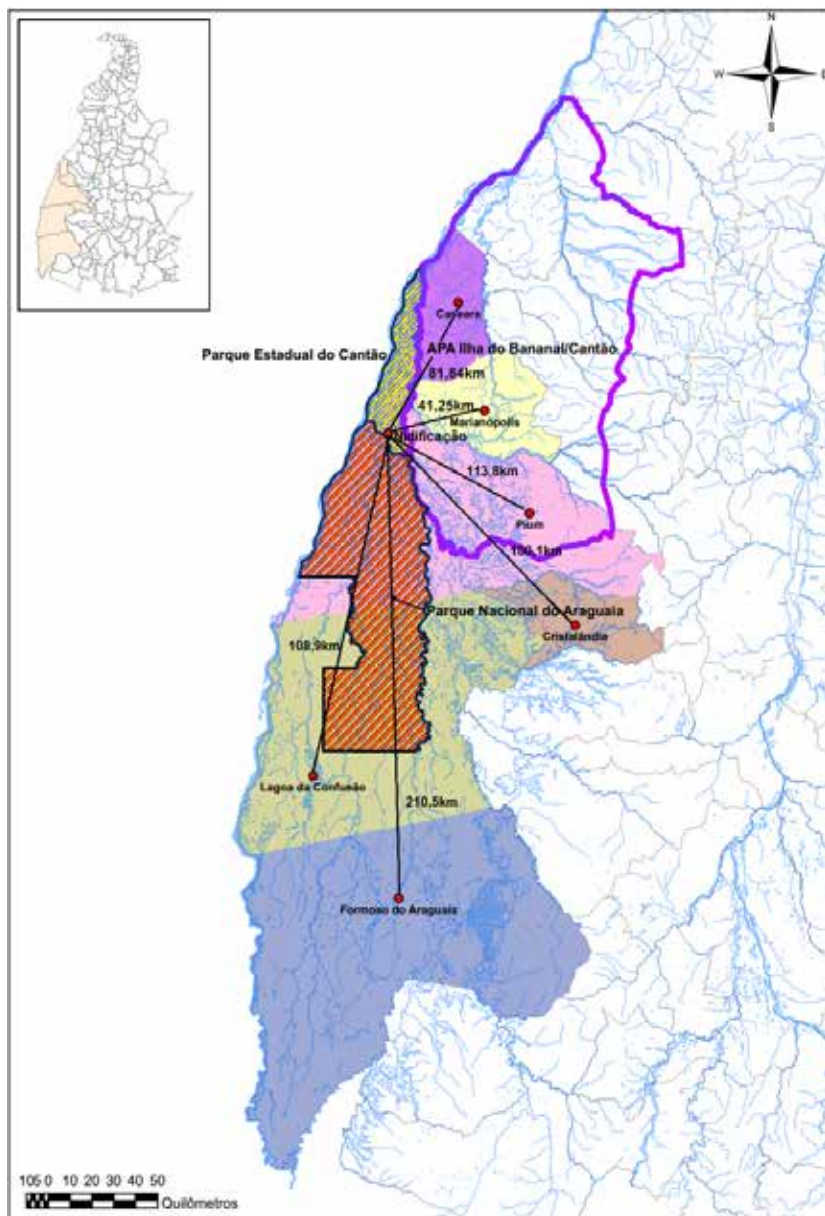 N
W
E
S
Caseara
Parque Estadual do Cantão
APA Ilha do Bananal/Cantão
81,84km
41,25km
Marianópolis
Nidificação
113,8km
Pium
Parque Nacional do Araguaia
Cristalândia
108,9km
Lagoa da Confusão
210,5km
Formoso do Araguaia
105 0 10 20 30 40 50
Quilômetros